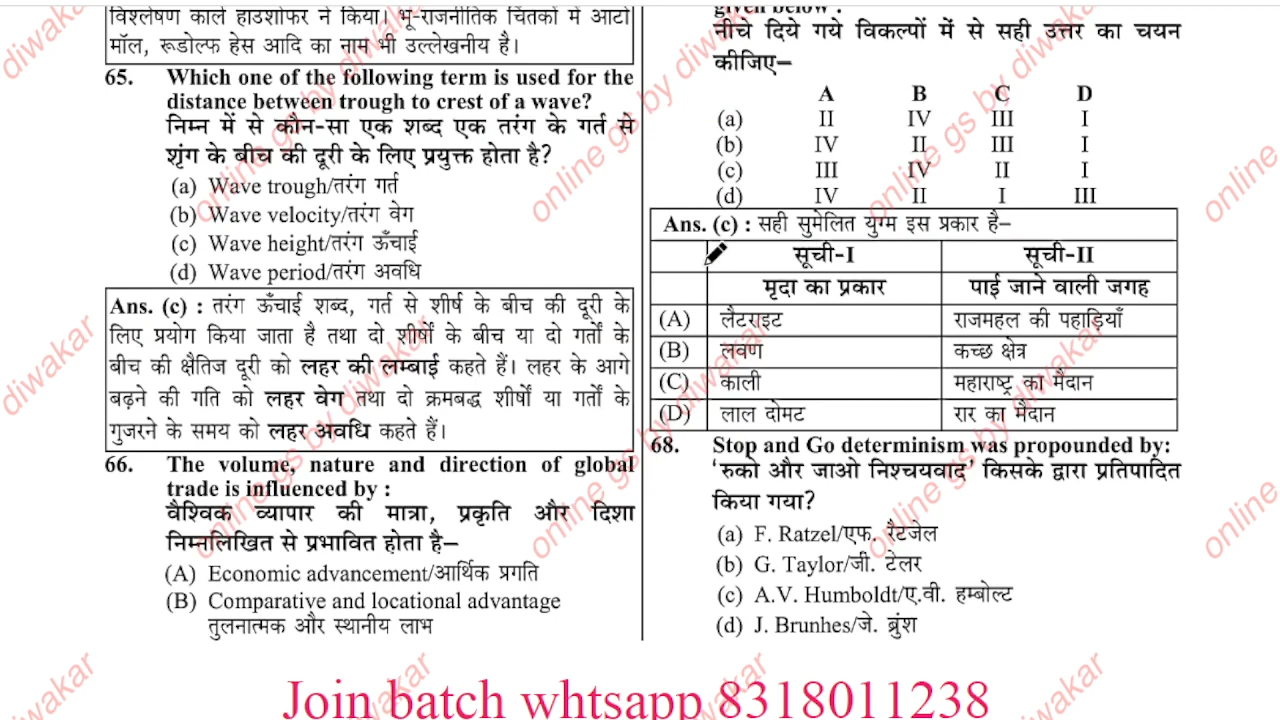 विश्लेषण कार्ल हाउशोफर ने किया। भू-राजनीतिक चिंतकों में आटो
मॉल, रूडोल्फ हेस आदि का नाम भी उल्लेखनीय है।
65. Which one of the following term is used for the
distance between trough to crest of a wave?
निम्न में से कौन-सा एक शब्द एक तरंग के गर्त से
शृंग के बीच की दूरी के लिए प्रयुक्त होता है?
(a) Wave trough/तरंग गर्त
(b) Wave velocity/तरंग वेग
(c) Wave height/तरंग ऊँचाई
(d) Wave period/तरंग अवधि
Ans. (c) : तरंग ऊँचाई शब्द, गर्त से शीर्ष के बीच की दूरी के
लिए प्रयोग किया जाता है तथा दो शीर्षों के बीच या दो गर्तों के
बीच की क्षैतिज दूरी को लहर की लम्बाई कहते हैं। लहर के आगे
बढ़ने की गति को लहर वेग तथा दो क्रमबद्ध शीर्षों या गर्तों के
गुजरने के समय को लहर अवधि कहते हैं।
66. The volume, nature and direction of global
trade is influenced by :
वैश्विक व्यापार की मात्रा, प्रकृति और दिशा
निम्नलिखित से प्रभावित होता है–
(A) Economic advancement/आर्थिक प्रगति
(B) Comparative and locational advantage
तुलनात्मक और स्थानीय लाभ
given below :
नीचे दिये गये विकल्पों में से सही उत्तर का चयन
कीजिए–
A B C D
(a) II IV III I
(b) IV II III I
(c) III IV II I
(d) IV II I III
Ans. (c) : सही सुमेलित युग्म इस प्रकार है–
सूची-I सूची-II
मृदा का प्रकार पाई जाने वाली जगह
(A) लैटराइट राजमहल की पहाड़ियाँ
(B) लवण कच्छ क्षेत्र
(C) काली महाराष्ट्र का मैदान
(D) लाल दोमट रार का मैदान
68. Stop and Go determinism was propounded by:
‘रुको और जाओ निश्चयवाद’ किसके द्वारा प्रतिपादित
किया गया?
(a) F. Ratzel/एफ. रैटजेल
(b) G. Taylor/जी. टेलर
(c) A.V. Humboldt/ए.वी. हम्बोल्ट
(d) J. Brunhes/जे. ब्रुंश
Join batch whtsapp 8318011238
online gs by diwakar